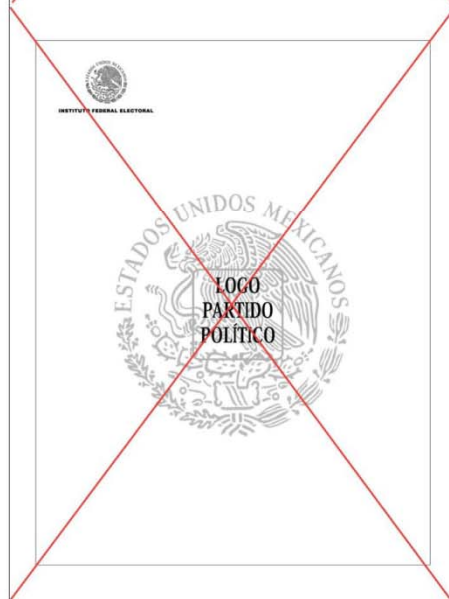 INSTITUTO FEDERAL ELECTORAL
ESTADOS UNIDOS MEXICANOS
LOGO
PARTIDO
POLÍTICO